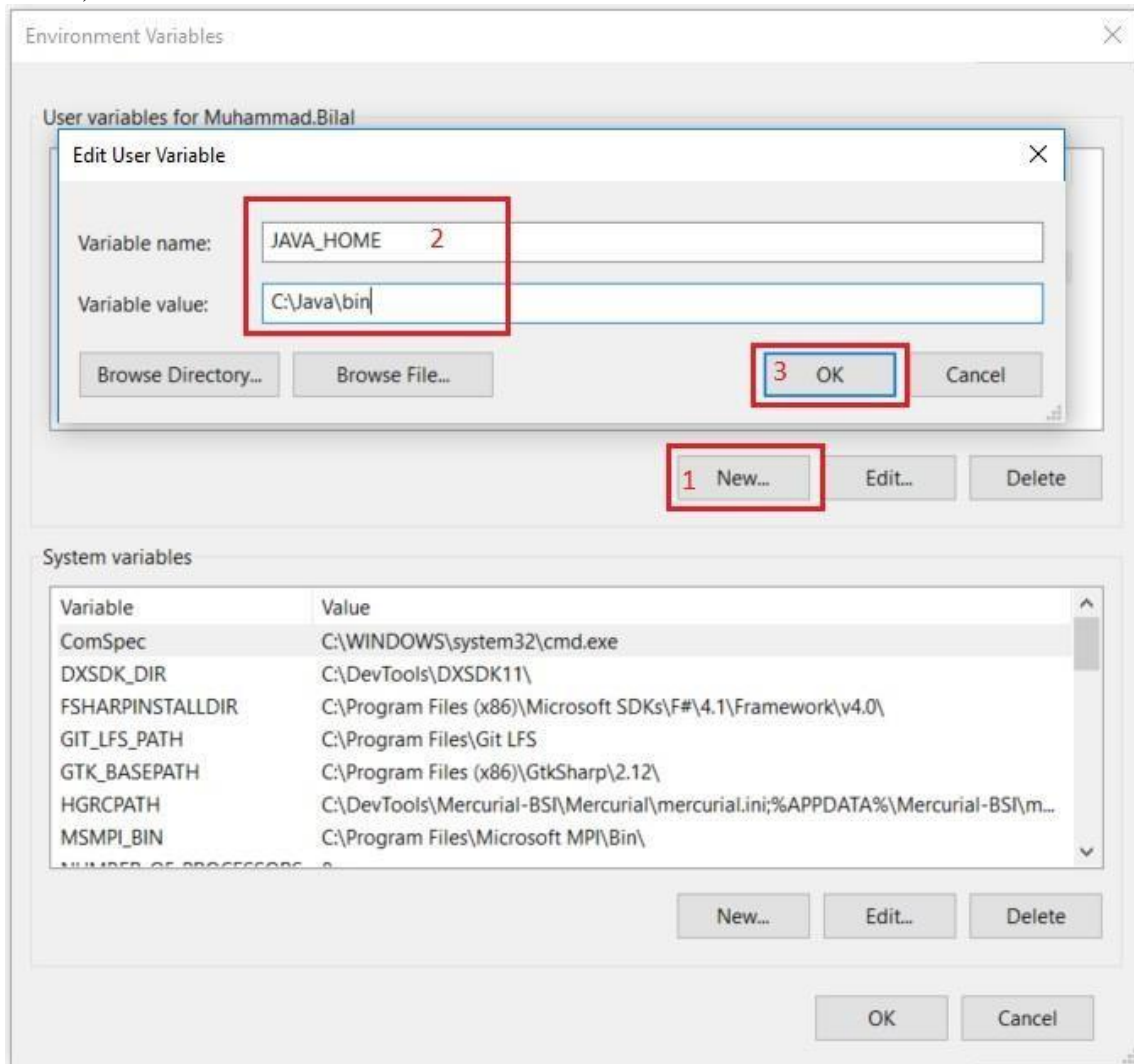 Environment Variables
User variables for Muhammad.Bilal
Edit User Variable
Variable name: JAVA_HOME 2
Variable value: C:\Java\bin
Browse Directory... Browse File... 3 OK Cancel
1 New... Edit... Delete
System variables
Variable Value
ComSpec C:\WINDOWS\system32\cmd.exe
DXSDK_DIR C:\DevTools\DXSDK11\
FSHARPINSTALLDIR C:\Program Files (x86)\Microsoft SDKs\F#\4.1\Framework\v4.0\
GIT_LFS_PATH C:\Program Files\Git LFS
GTK_BASEPATH C:\Program Files (x86)\GtkSharp\2.12\
HGRCPATH C:\DevTools\Mercurial-BSI\Mercurial\mercurial.ini;%APPDATA%\Mercurial-BSI\m...
MSMPI_BIN C:\Program Files\Microsoft MPI\Bin\
NUMBER_OF_PROCESSORS
New... Edit... Delete
OK Cancel